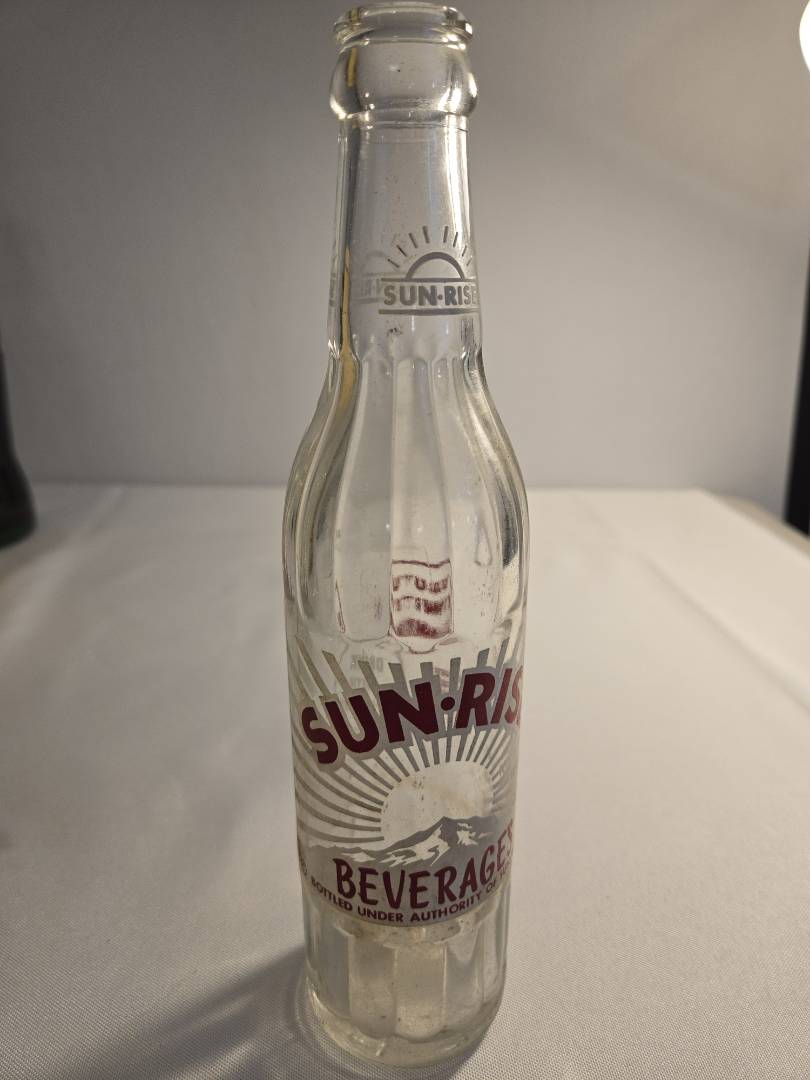 SUN·RISE
SUN·RIS
BEVERAGES
BOTTLED UNDER AUTHORITY OF